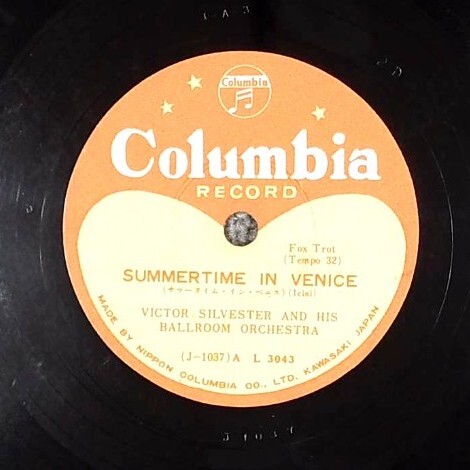 1-A 3
Columbia
Columbia
RECORD
Fox Trot
(Tempo 32)
SUMMERTIME IN VENICE
(サマータイム・イン・ベニス) (Icini)
VICTOR SILVESTER AND HIS
BALLROOM ORCHESTRA
(J-1037) A L 3043
MADE BY NIPPON COLUMBIA CO., LTD. KAWASAKI JAPAN